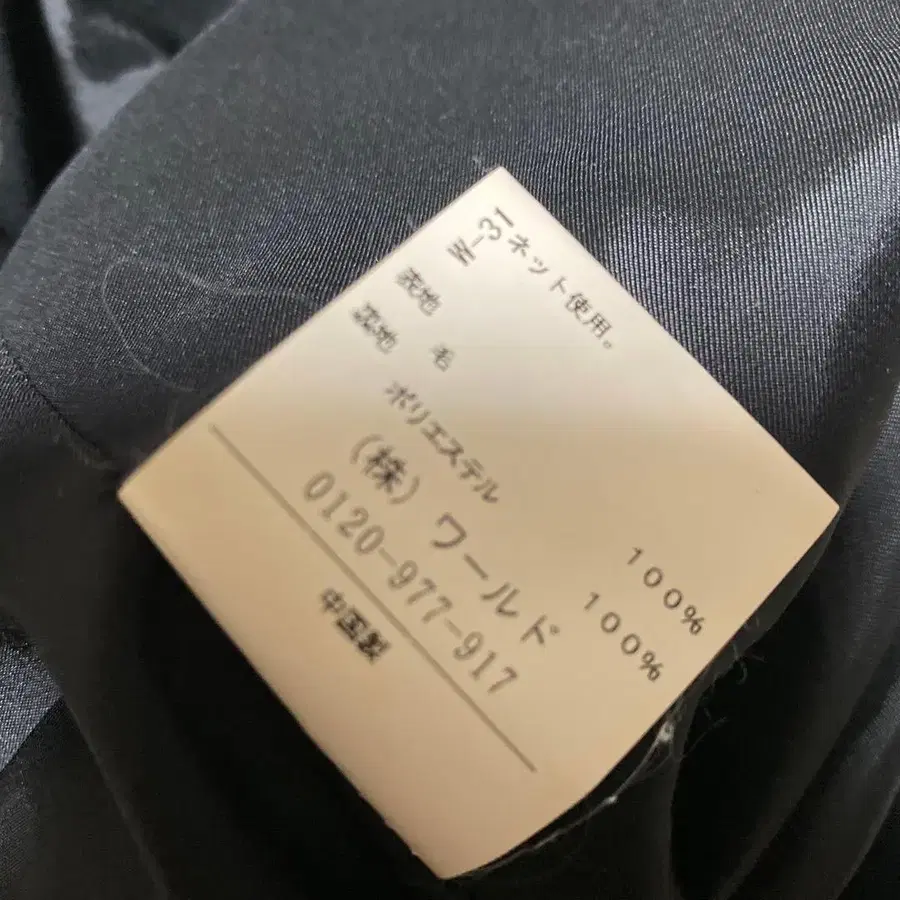 ネット使用。
W-31
表地 毛 100%
裏地 ポリエステル 100%
(株) ワールド
0120-977-917
中国製